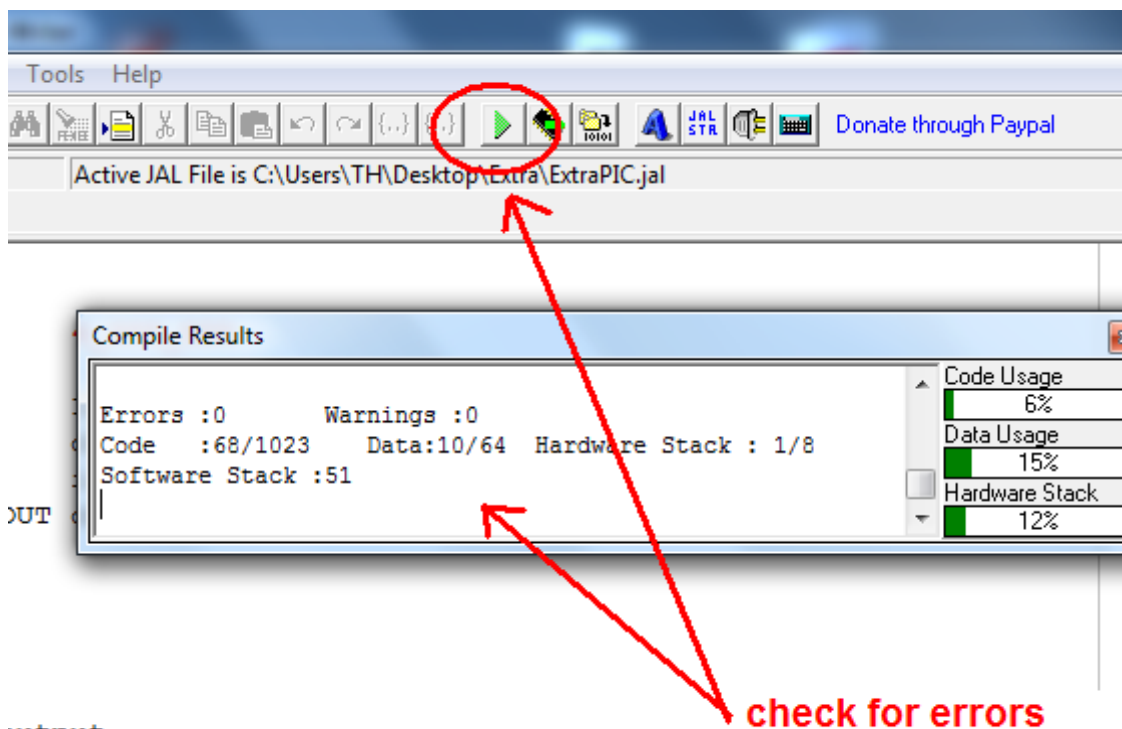 Tools Help
JAL
STR
10101
Donate through Paypal
Active JAL File is C:\Users\TH\Desktop\Extra\ExtraPIC.jal
Compile Results
Errors :0 Warnings :0
Code :68/1023 Data:10/64 Hardware Stack : 1/8
Software Stack :51
Code Usage
6%
Data Usage
15%
Hardware Stack
12%
OUT
check for errors